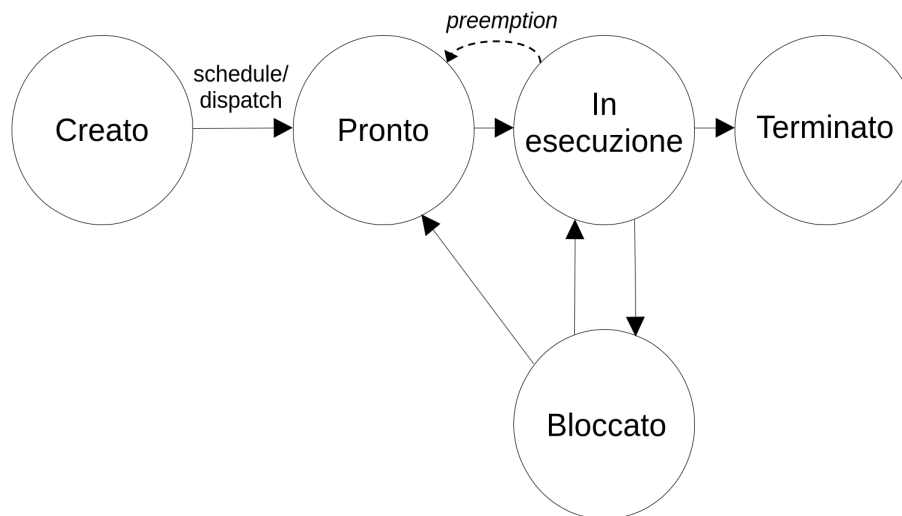 preemption
schedule/
dispatch
Creato
Pronto
In
esecuzione
Terminato
Bloccato